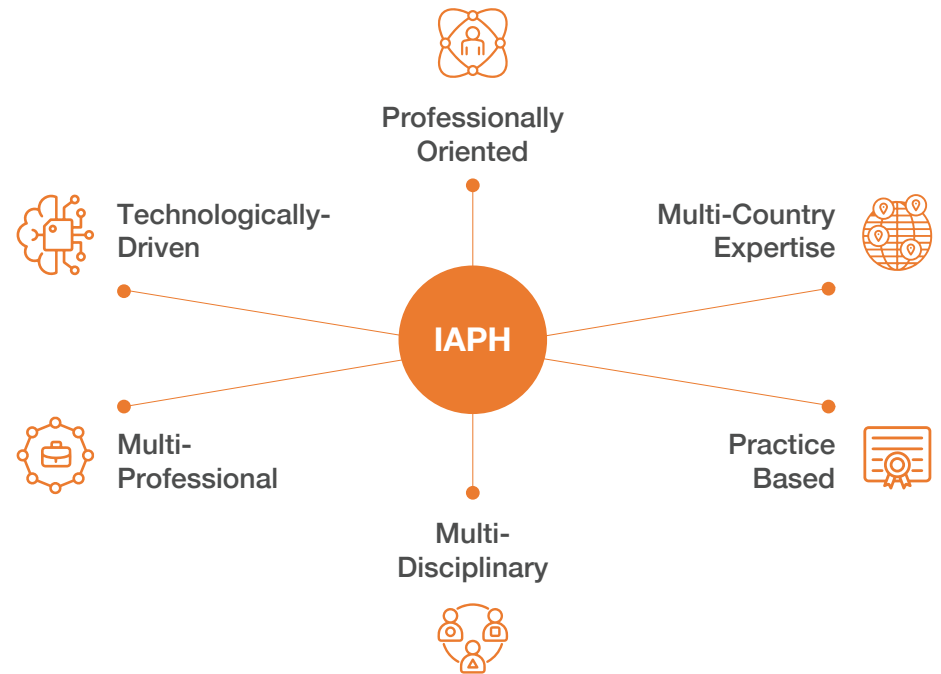 Professionally
Oriented
Technologically-
Driven
Multi-Country
Expertise
IAPH
Multi-
Professional
Practice
Based
Multi-
Disciplinary